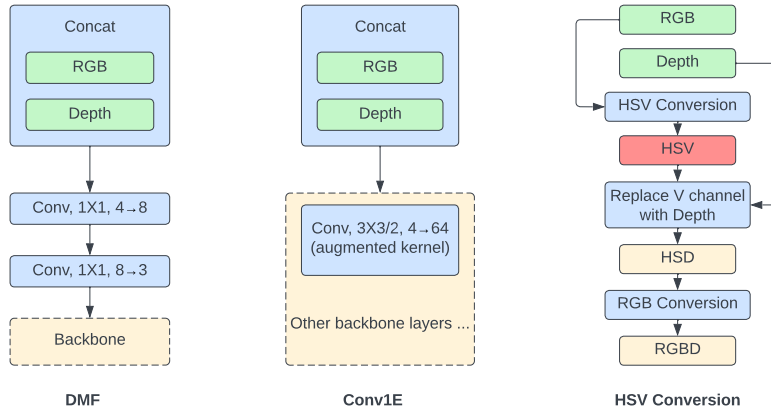 Concat
RGB
Depth
Conv, 1X1, 4→8
Conv, 1X1, 8→3
Backbone
DMF
Concat
RGB
Depth
Conv, 3X3/2, 4→64
(augmented kernel)
Other backbone layers ...
Conv1E
RGB
Depth
HSV Conversion
HSV
Replace V channel
with Depth
HSD
RGB Conversion
RGBD
HSV Conversion